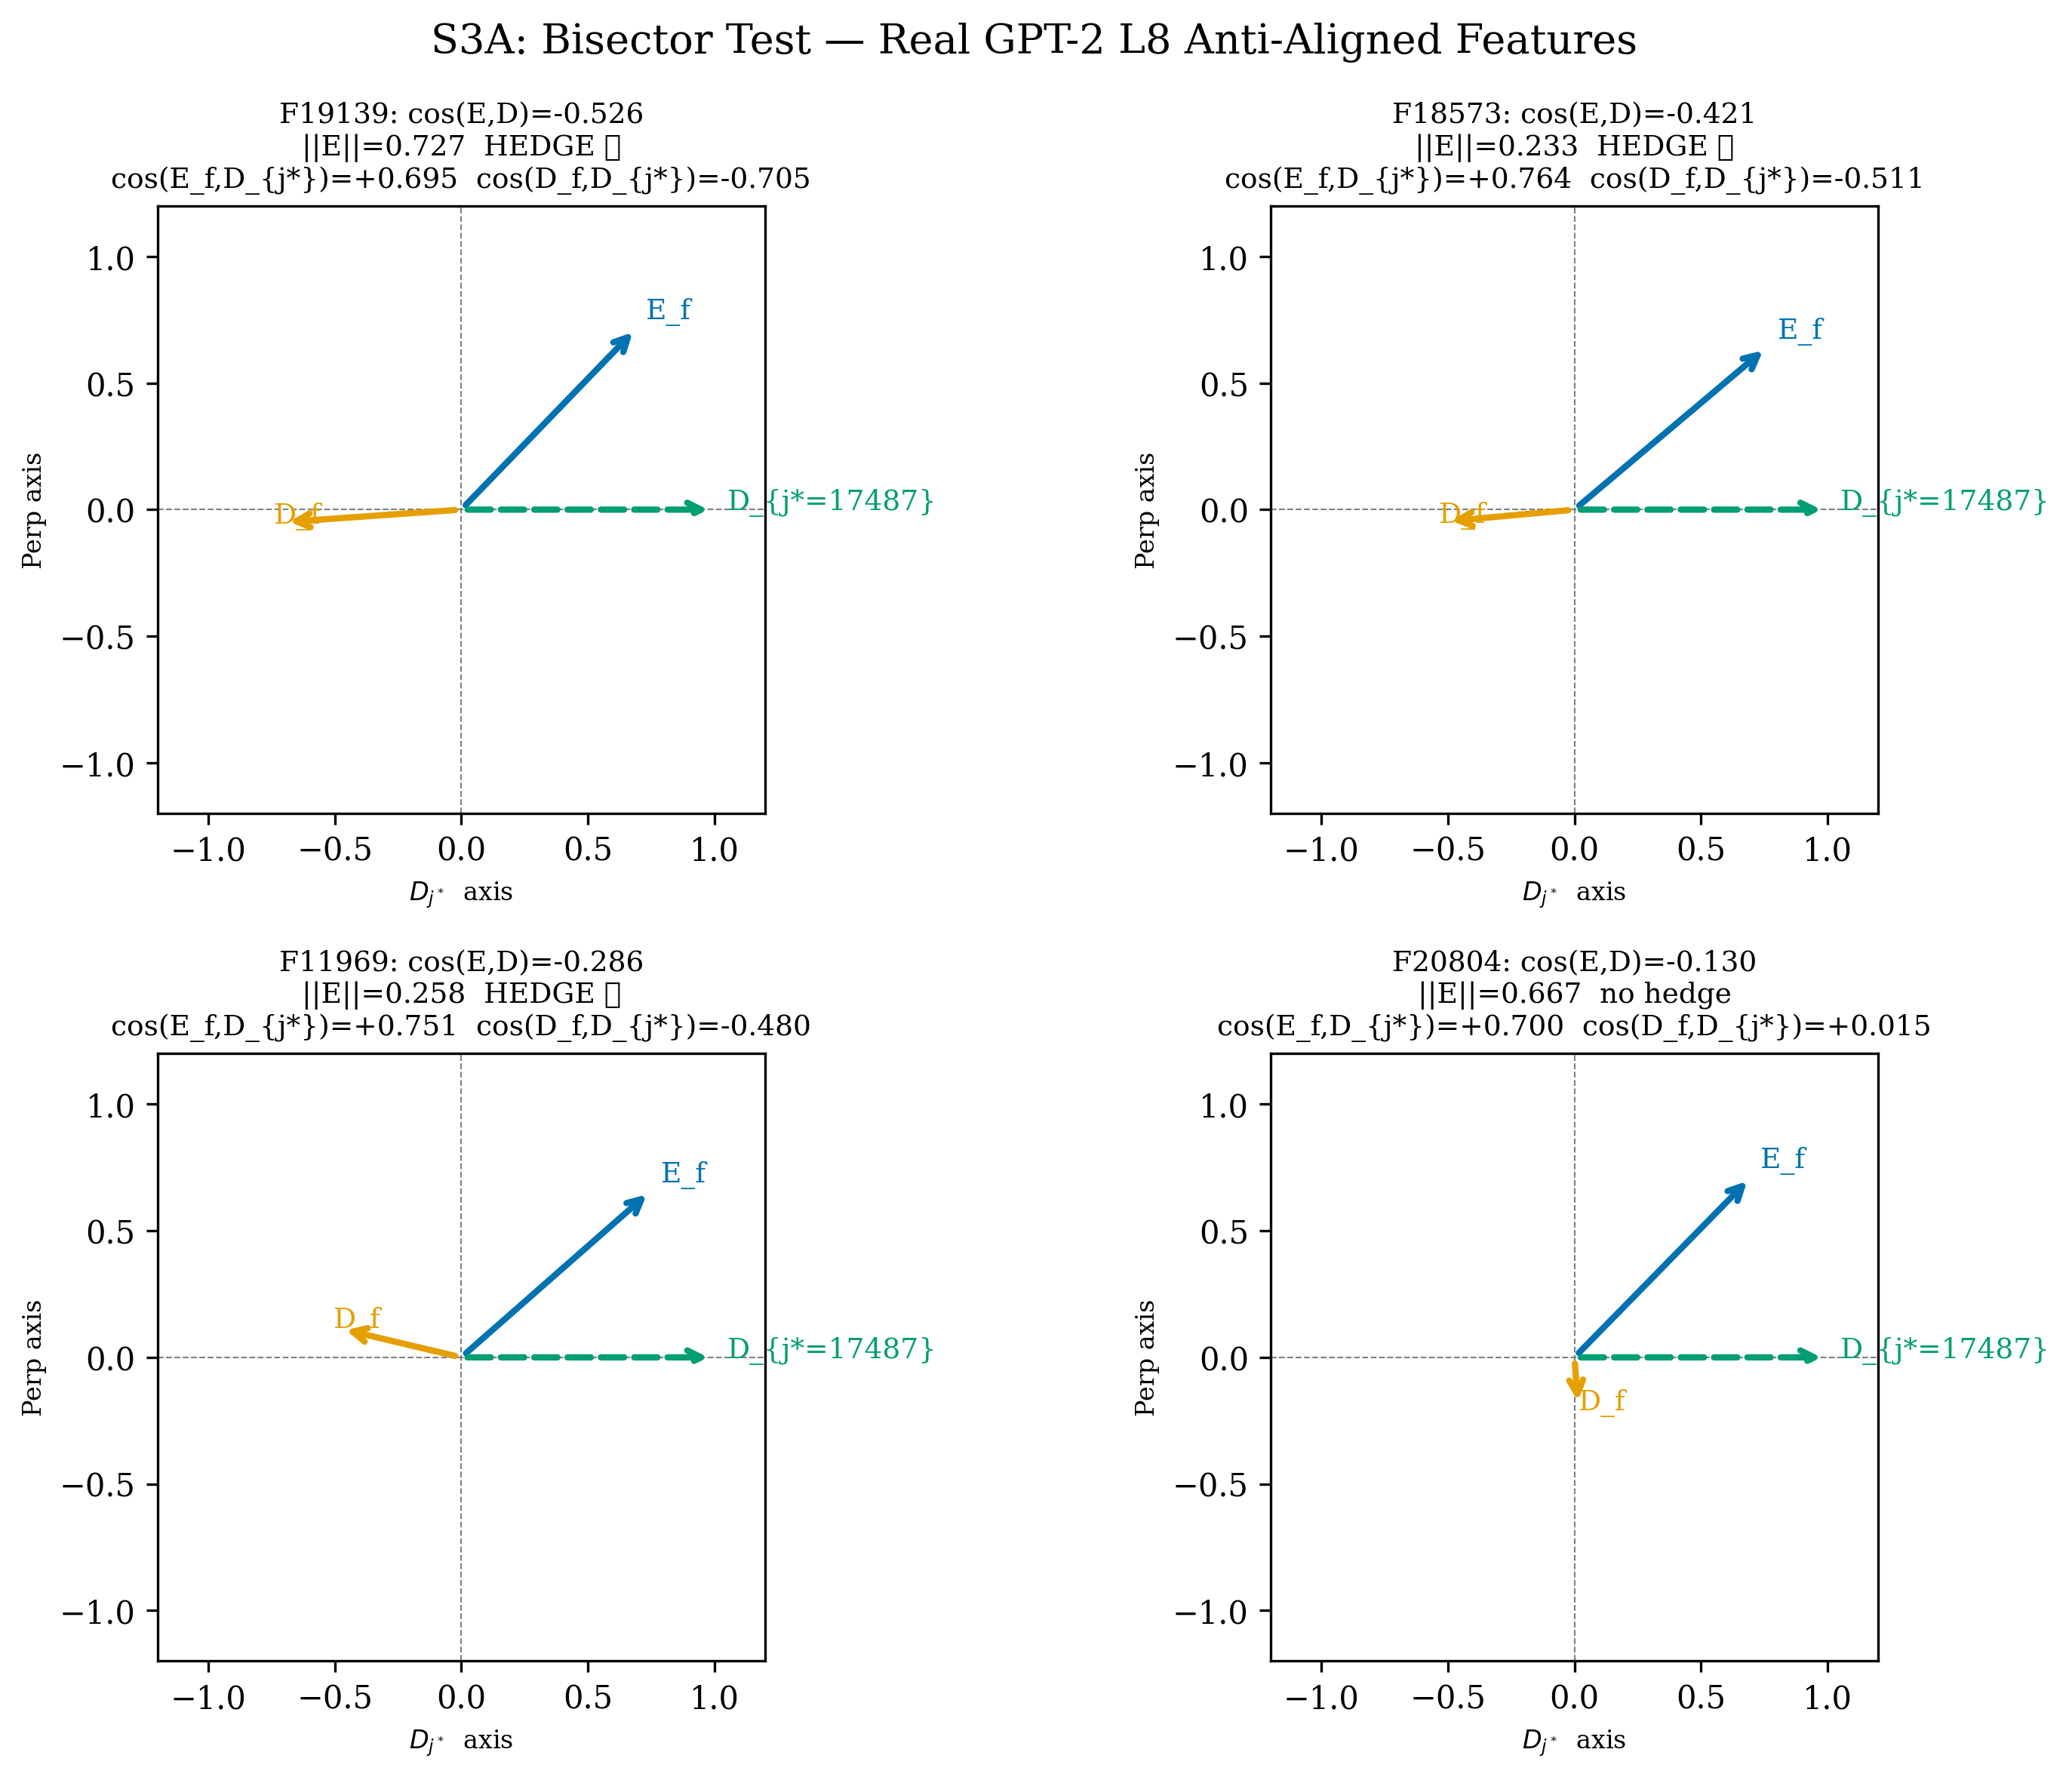 S3A: Bisector Test — Real GPT-2 L8 Anti-Aligned Features
F19139: cos(E,D)=-0.526
||E||=0.727  HEDGE
cos(E_f,D_{j*})=+0.695  cos(D_f,D_{j*})=-0.705
1.0
0.5
0.0
−0.5
−1.0
Perp axis
E_f
D_f
D_{j*=17487}
−1.0 −0.5 0.0 0.5 1.0
D_{j*} axis
F18573: cos(E,D)=-0.421
||E||=0.233  HEDGE
cos(E_f,D_{j*})=+0.764  cos(D_f,D_{j*})=-0.511
1.0
0.5
0.0
−0.5
−1.0
Perp axis
E_f
D_f
D_{j*=17487}
−1.0 −0.5 0.0 0.5 1.0
D_{j*} axis
F11969: cos(E,D)=-0.286
||E||=0.258  HEDGE
cos(E_f,D_{j*})=+0.751  cos(D_f,D_{j*})=-0.480
1.0
0.5
0.0
−0.5
−1.0
Perp axis
E_f
D_f
D_{j*=17487}
−1.0 −0.5 0.0 0.5 1.0
D_{j*} axis
F20804: cos(E,D)=-0.130
||E||=0.667  no hedge
cos(E_f,D_{j*})=+0.700  cos(D_f,D_{j*})=+0.015
1.0
0.5
0.0
−0.5
−1.0
Perp axis
E_f
D_f
D_{j*=17487}
−1.0 −0.5 0.0 0.5 1.0
D_{j*} axis